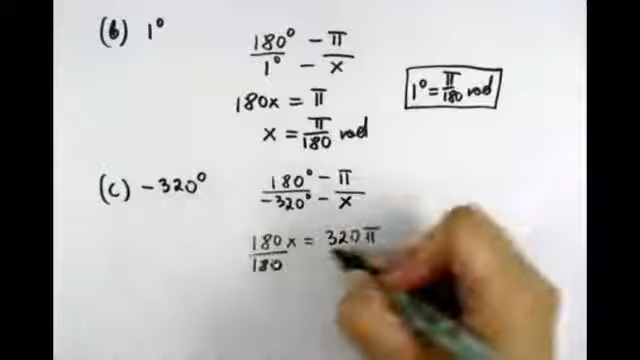 (b) 1°
180° – π
1° – x
180x = π
x = π/180 rad
1° = π/180 rad
(c) -320°
180° – π
-320° – x
180x = 320π
180